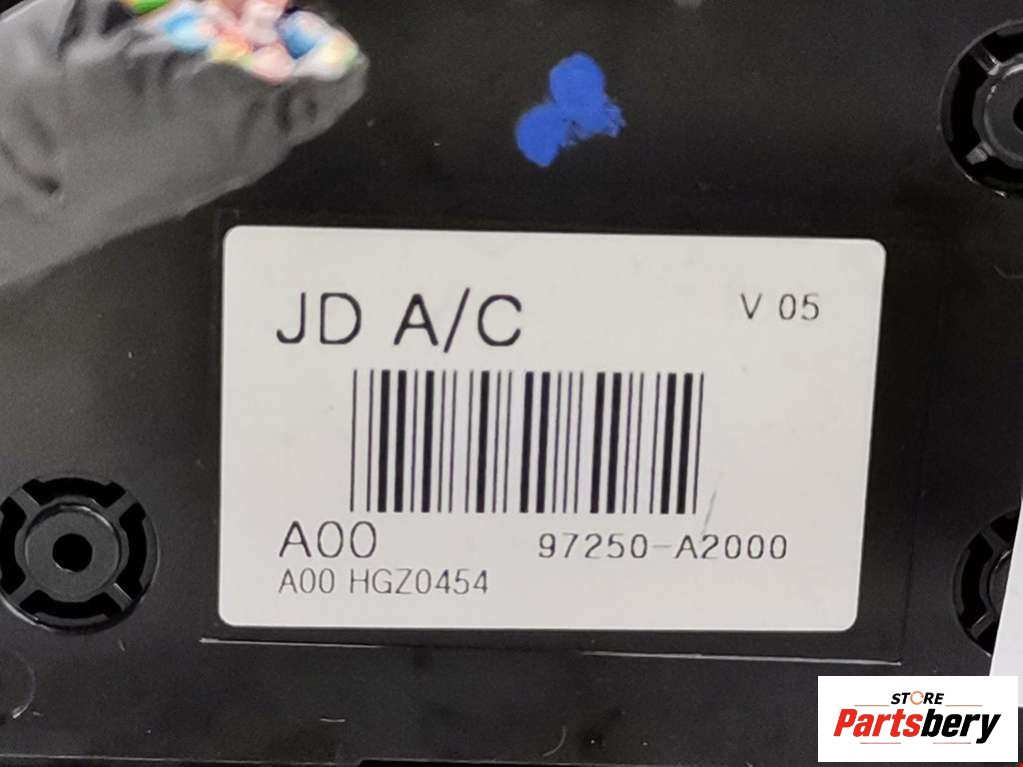 JD A/C
V 05
A00
97250-A2000
A00 HGZ0454
STORE
Partsbery